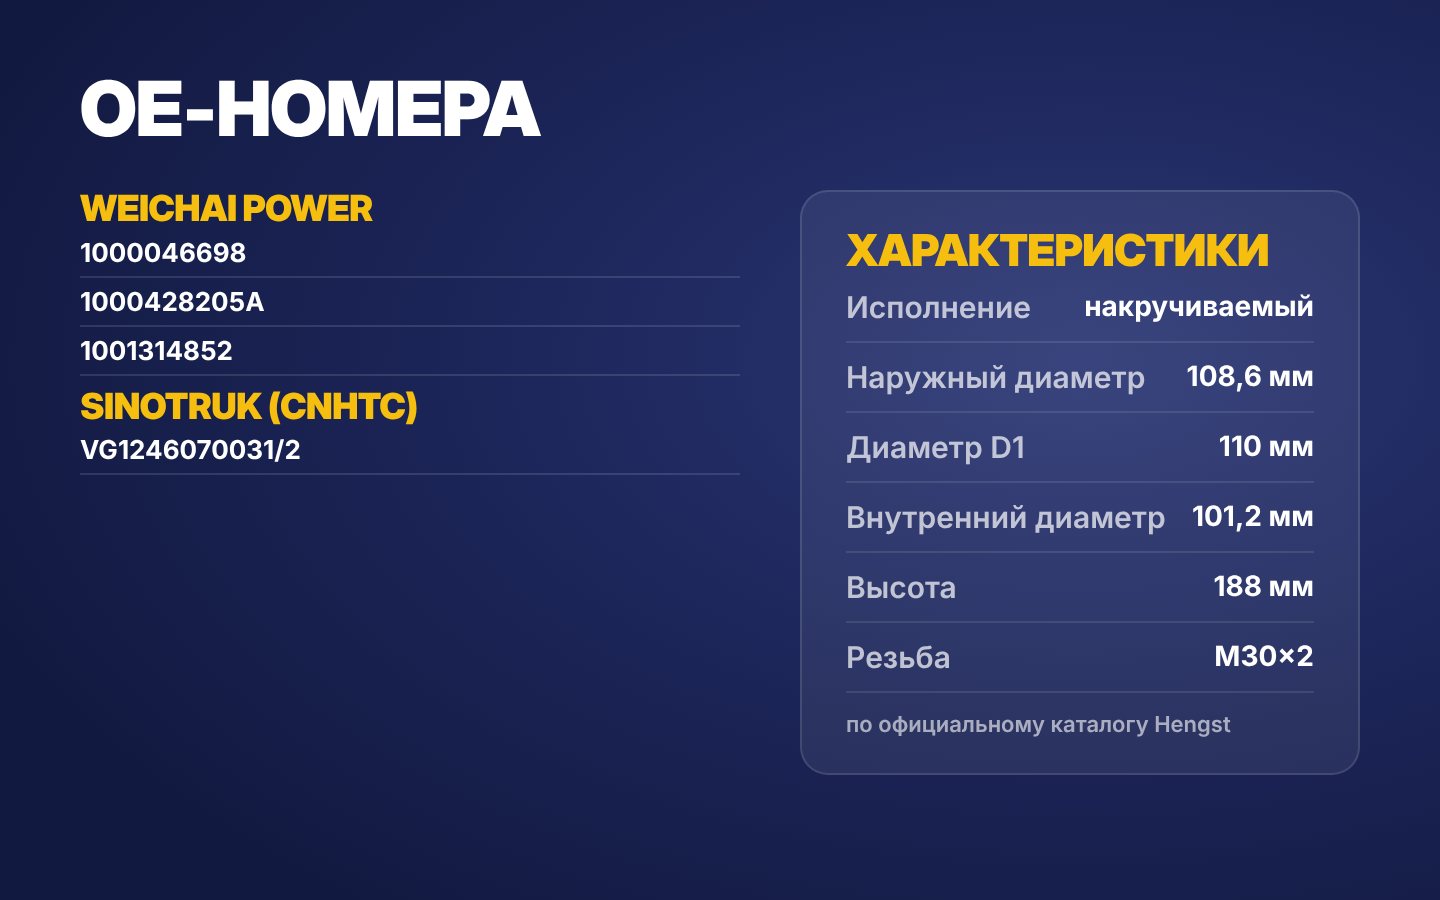 OE-НОМЕРА
WEICHAI POWER
1000046698
1000428205A
1001314852
SINOTRUK (CNHTC)
VG1246070031/2
ХАРАКТЕРИСТИКИ
Исполнение накручиваемый
Наружный диаметр 108,6 мм
Диаметр D1 110 мм
Внутренний диаметр 101,2 мм
Высота 188 мм
Резьба M30×2
по официальному каталогу Hengst